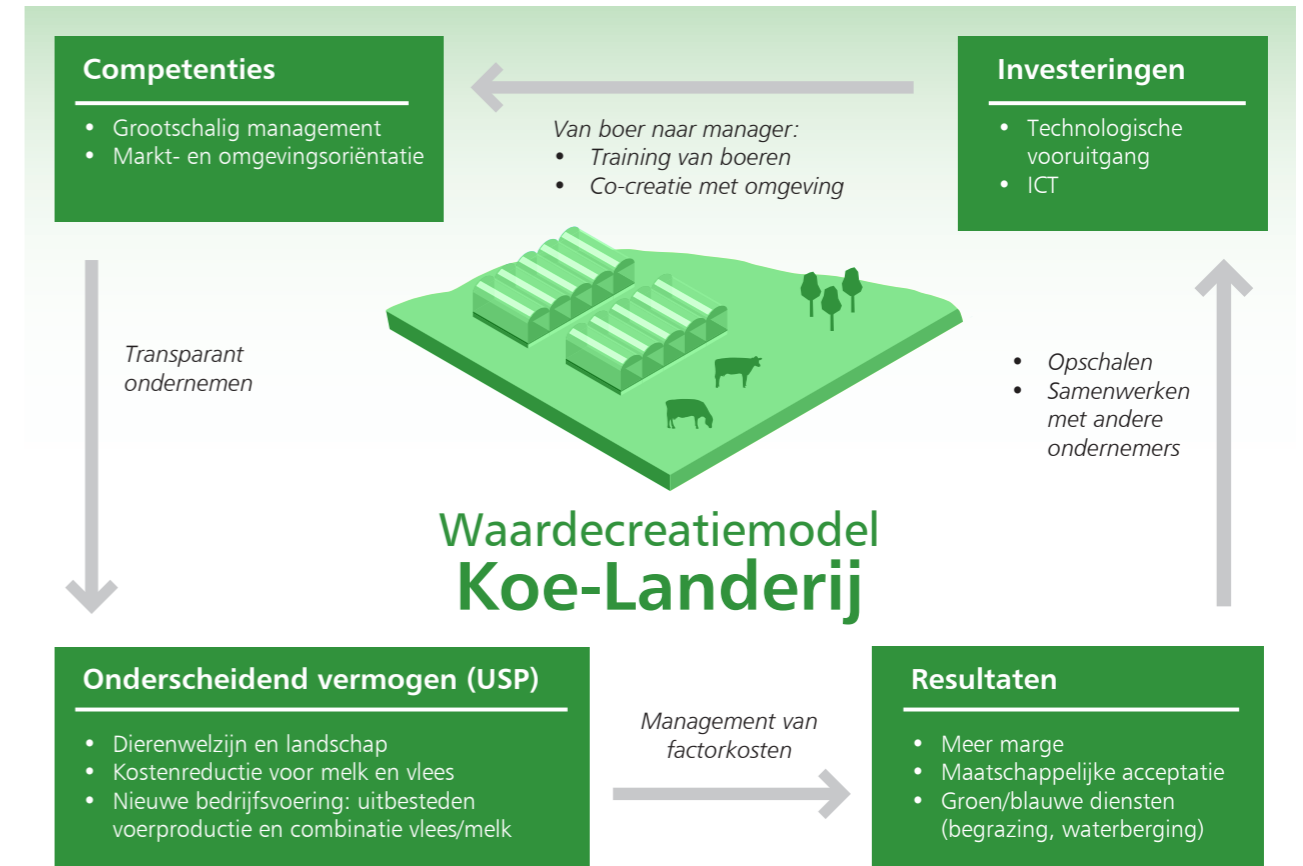 Competenties
• Grootschalig management
• Markt- en omgevingsoriëntatie
Van boer naar manager:
• Training van boeren
• Co-creatie met omgeving
Investeringen
• Technologische
vooruitgang
• ICT
Transparant
ondernemen
• Opschalen
• Samenwerken
met andere
ondernemers
Waardecreatiemodel
Koe-Landerij
Onderscheidend vermogen (USP)
• Dierenwelzijn en landschap
• Kostenreductie voor melk en vlees
• Nieuwe bedrijfsvoering: uitbesteden
voerproductie en combinatie vlees/melk
Management van
factorkosten
Resultaten
• Meer marge
• Maatschappelijke acceptatie
• Groen/blauwe diensten
(begrazing, waterberging)